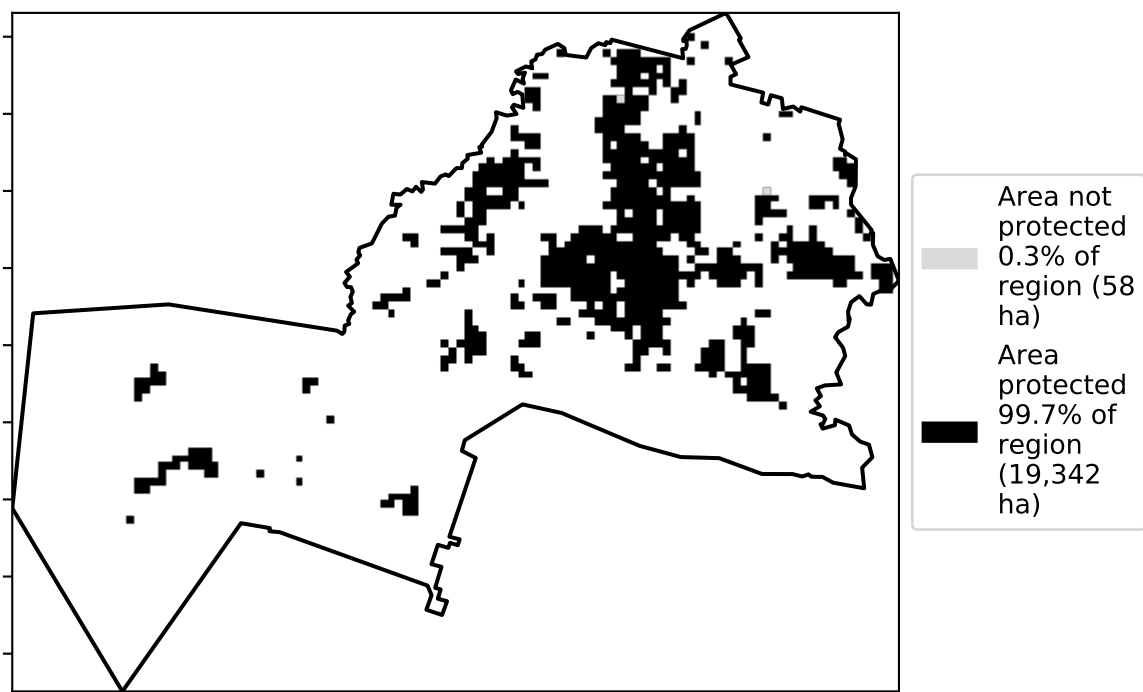 Area not
protected
0.3% of
region (58
ha)
Area
protected
99.7% of
region
(19,342
ha)